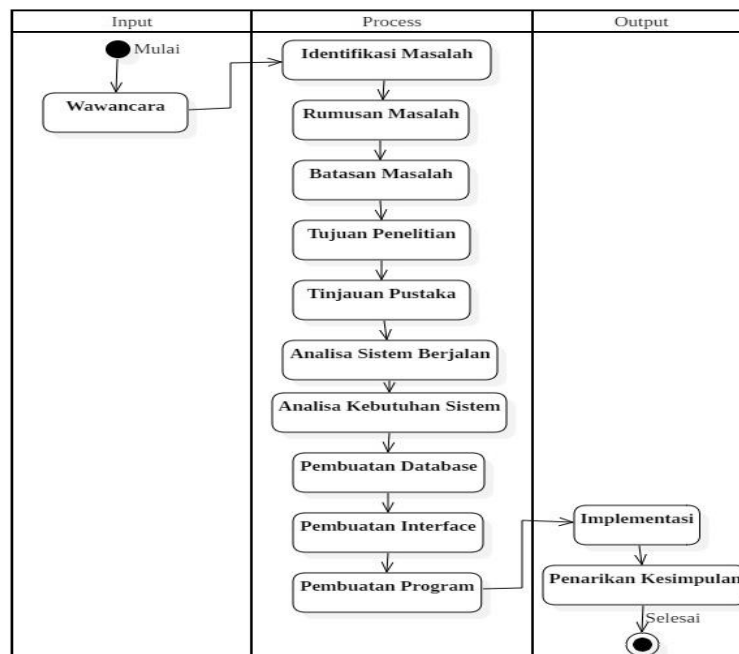 Input
Process
Output
Mulai
Wawancara
Identifikasi Masalah
Rumusan Masalah
Batasan Masalah
Tujuan Penelitian
Tinjauan Pustaka
Analisa Sistem Berjalan
Analisa Kebutuhan Sistem
Pembuatan Database
Pembuatan Interface
Pembuatan Program
Implementasi
Penarikan Kesimpulan
Selesai